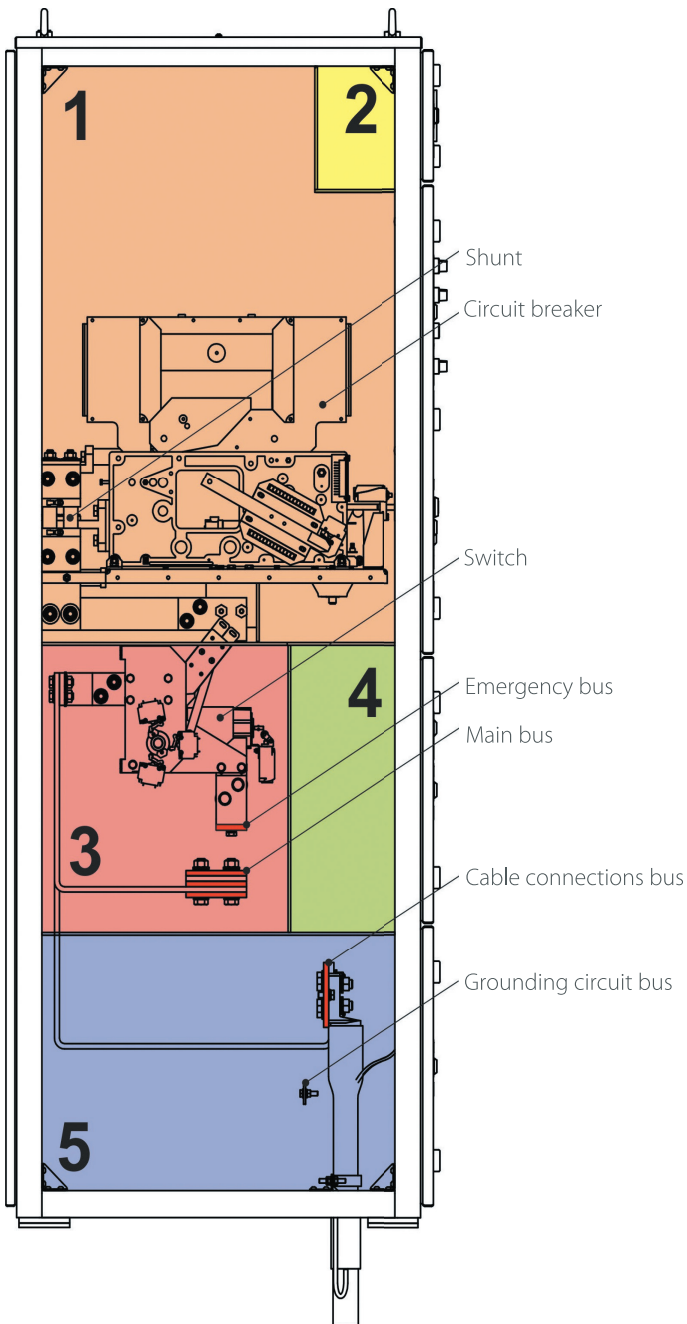 1
2
Shunt
Circuit breaker
Switch
4
Emergency bus
Main bus
3
Cable connections bus
Grounding circuit bus
5